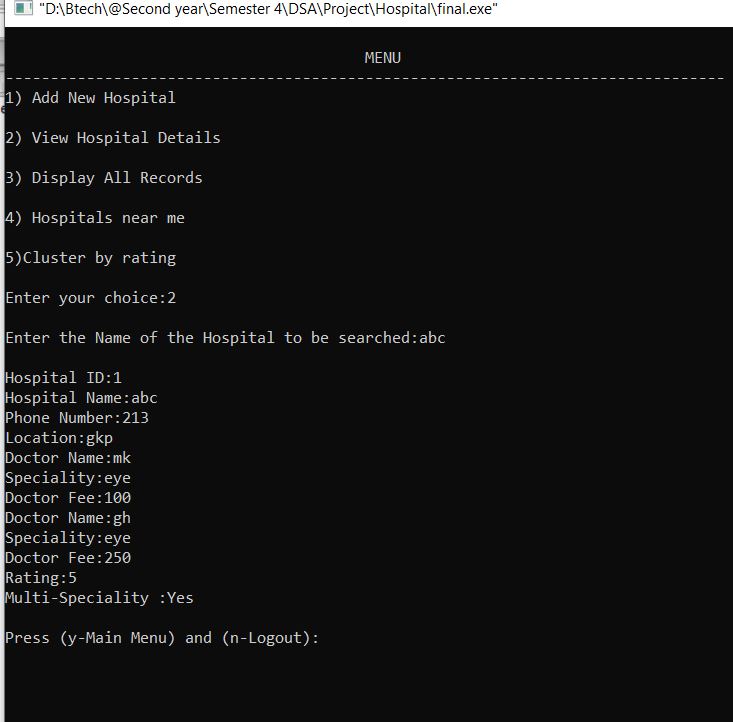 "D:\Btech\@Second year\Semester 4\DSA\Project\Hospital\final.exe"
MENU
--------------------------------------------------------------------------------
1) Add New Hospital
2) View Hospital Details
3) Display All Records
4) Hospitals near me
5)Cluster by rating
Enter your choice:2
Enter the Name of the Hospital to be searched:abc
Hospital ID:1
Hospital Name:abc
Phone Number:213
Location:gkp
Doctor Name:mk
Speciality:eye
Doctor Fee:100
Doctor Name:gh
Speciality:eye
Doctor Fee:250
Rating:5
Multi-Speciality :Yes
Press (y-Main Menu) and (n-Logout):